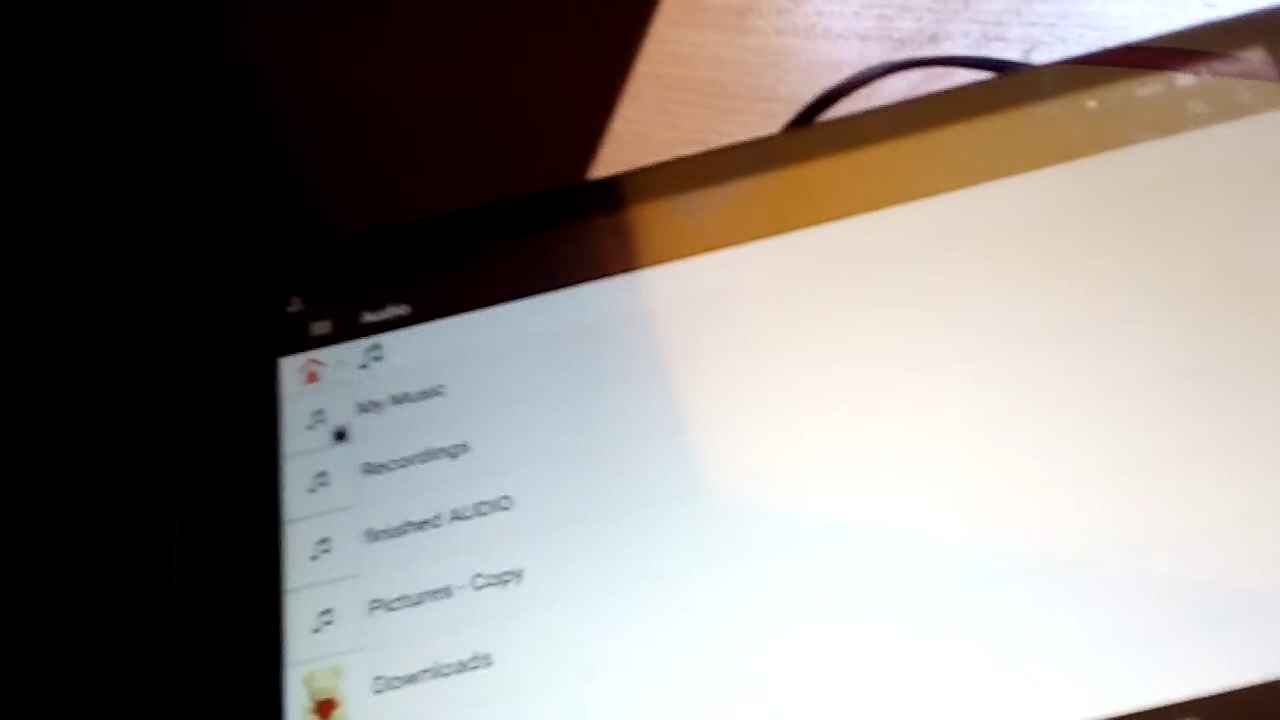 Audio
My Music
Recordings
finished AUDIO
Pictures - Copy
Downloads